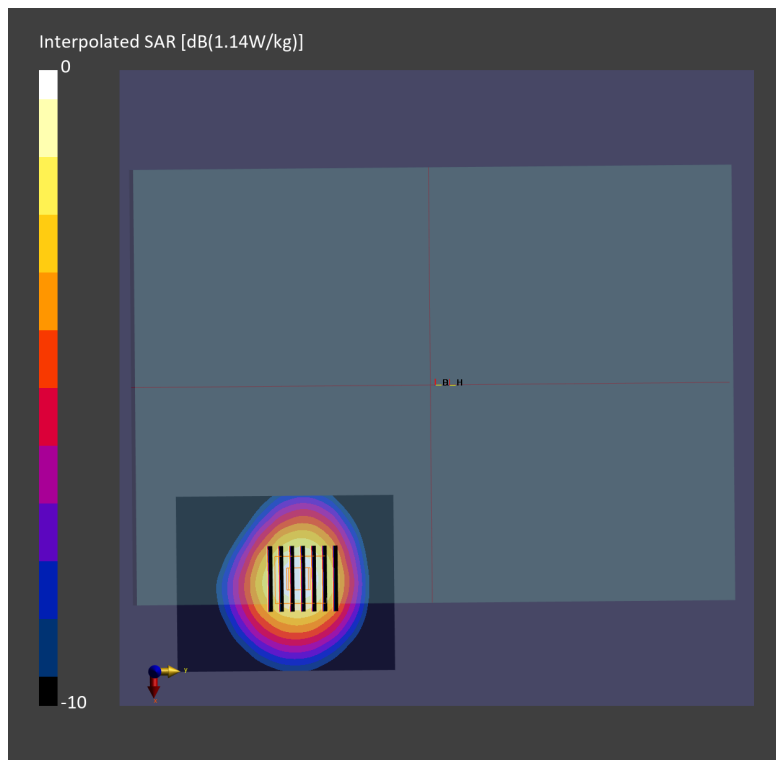 Interpolated SAR [dB(1.14W/kg)]
0
B H
-10
Y
X